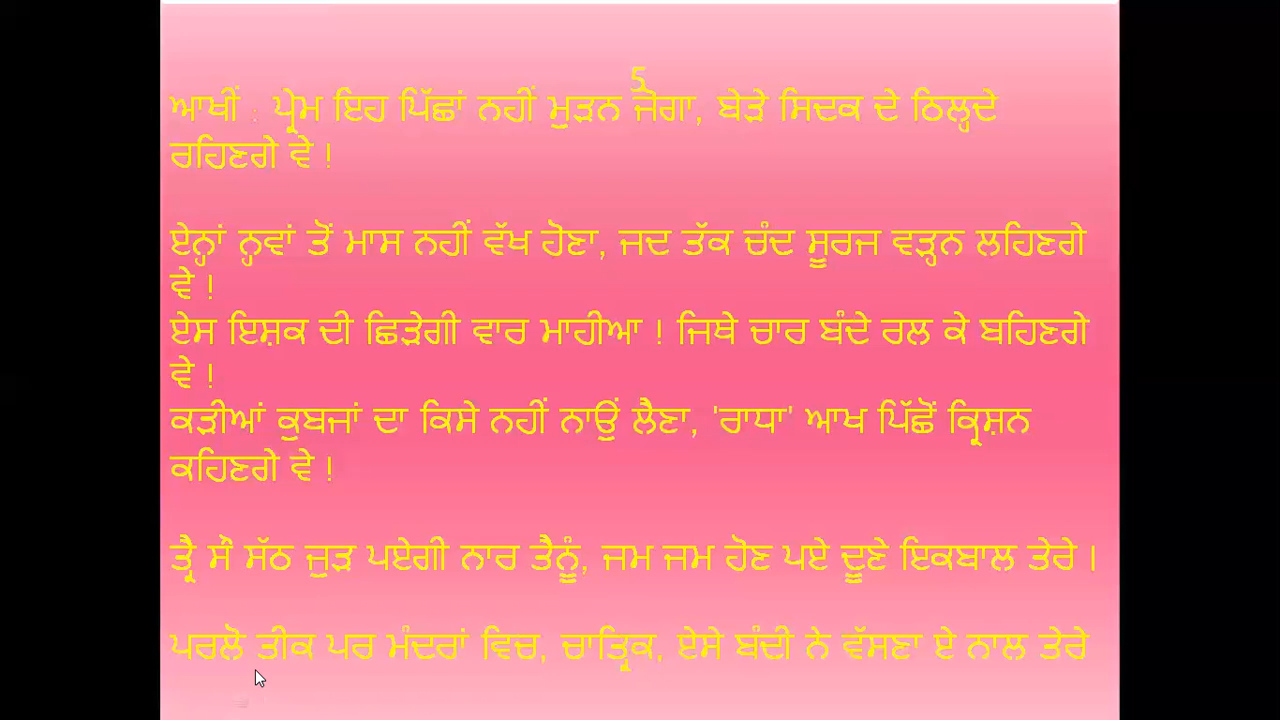 5
ਆਖੀਂ : ਪ੍ਰੇਮ ਇਹ ਪਿੱਛਾਂ ਨਹੀਂ ਮੁੜਨ ਜੋਗਾ, ਬੇੜੇ ਸਿਦਕ ਦੇ ਠਿਲ੍ਹਦੇ
ਰਹਿਣਗੇ ਵੇ !
ਏਨ੍ਹਾਂ ਨ੍ਹਵਾਂ ਤੋਂ ਮਾਸ ਨਹੀਂ ਵੱਖ ਹੋਣਾ, ਜਦ ਤੱਕ ਚੰਦ ਸੂਰਜ ਵੜ੍ਹਨ ਲਹਿਣਗੇ
ਵੇ !
ਏਸ ਇਸ਼ਕ ਦੀ ਛਿੜੇਗੀ ਵਾਰ ਮਾਹੀਆ ! ਜਿਥੇ ਚਾਰ ਬੰਦੇ ਰਲ ਕੇ ਬਹਿਣਗੇ
ਵੇ !
ਕੜੀਆਂ ਕੁਬਜਾਂ ਦਾ ਕਿਸੇ ਨਹੀਂ ਨਾਉਂ ਲੈਣਾ, 'ਰਾਧਾ' ਆਖ ਪਿੱਛੋਂ ਕ੍ਰਿਸ਼ਨ
ਕਹਿਣਗੇ ਵੇ !
ਤ੍ਰੈ ਸੌ ਸੱਠ ਜੁੜ ਪਏਗੀ ਨਾਰ ਤੈਨੂੰ, ਜਮ ਜਮ ਹੋਣ ਪਏ ਦੂਣੇ ਇਕਬਾਲ ਤੇਰੇ ।
ਪਰਲੋ ਤੀਕ ਪਰ ਮੰਦਰਾਂ ਵਿਚ, ਚਾਤ੍ਰਿਕ, ਏਸੇ ਬੰਦੀ ਨੇ ਵੱਸਣਾ ਏ ਨਾਲ ਤੇਰੇ